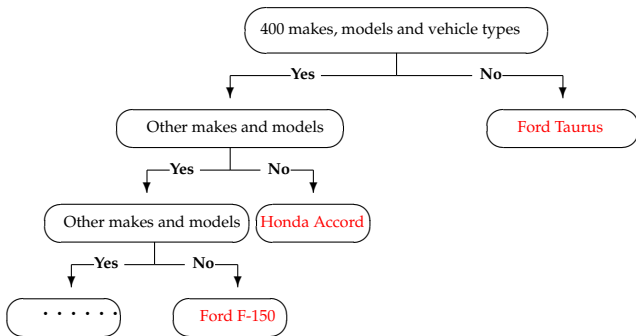 400 makes, models and vehicle types
Yes
No
Other makes and models
Ford Taurus
Yes
No
Other makes and models
Honda Accord
Yes
No
· · · · · ·
Ford F-150